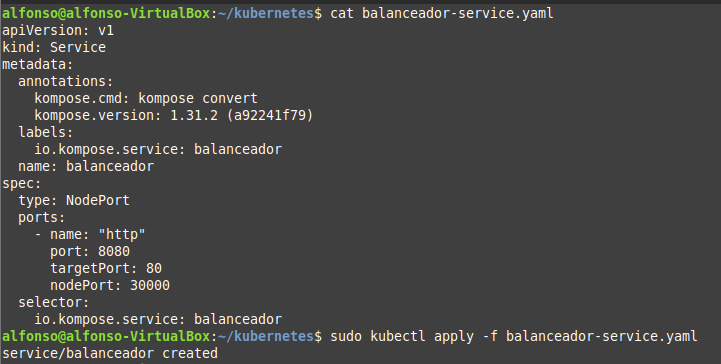 alfonso@alfonso-VirtualBox:~/kubernetes$ cat balanceador-service.yaml
apiVersion: v1
kind: Service
metadata:
  annotations:
    kompose.cmd: kompose convert
    kompose.version: 1.31.2 (a92241f79)
  labels:
    io.kompose.service: balanceador
  name: balanceador
spec:
  type: NodePort
  ports:
    - name: "http"
      port: 8080
      targetPort: 80
      nodePort: 30000
  selector:
    io.kompose.service: balanceador
alfonso@alfonso-VirtualBox:~/kubernetes$ sudo kubectl apply -f balanceador-service.yaml
service/balanceador created